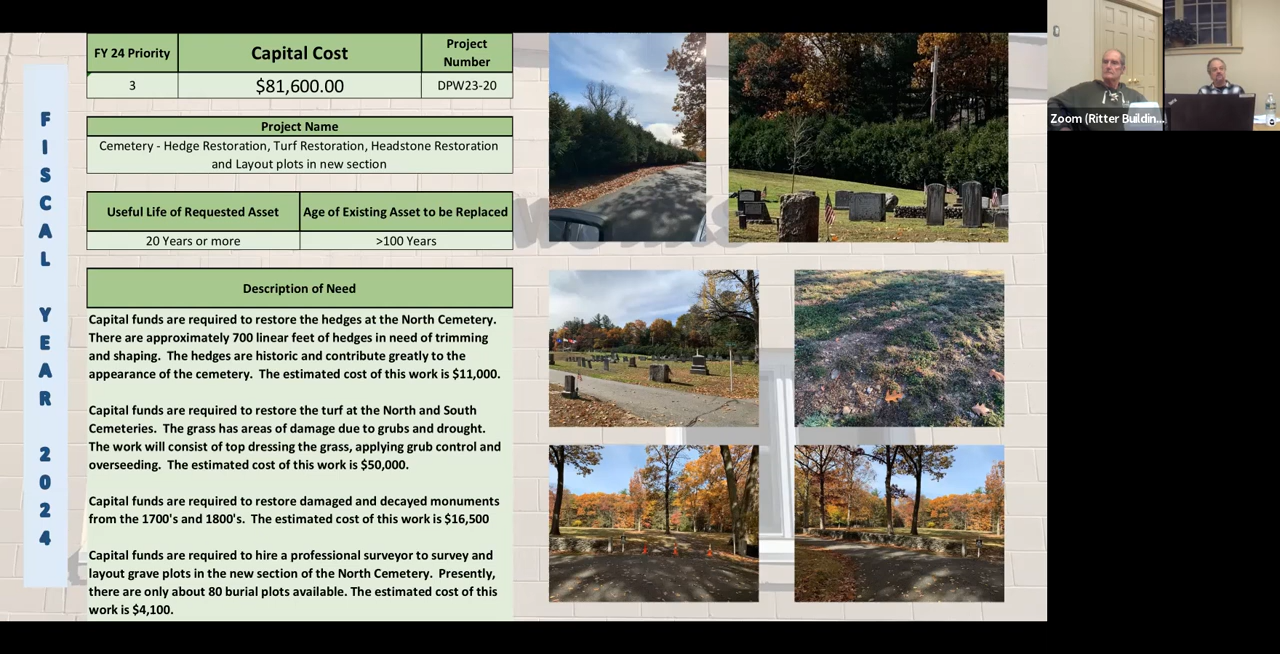 FISCAL YEAR 2024
FY 24 Priority
Capital Cost
Project
Number
3
$81,600.00
DPW23-20
Project Name
Cemetery - Hedge Restoration, Turf Restoration, Headstone Restoration
and Layout plots in new section
Useful Life of Requested Asset
Age of Existing Asset to be Replaced
20 Years or more
>100 Years
Description of Need
Capital funds are required to restore the hedges at the North Cemetery.
There are approximately 700 linear feet of hedges in need of trimming
and shaping. The hedges are historic and contribute greatly to the
appearance of the cemetery. The estimated cost of this work is $11,000.
Capital funds are required to restore the turf at the North and South
Cemeteries. The grass has areas of damage due to grubs and drought.
The work will consist of top dressing the grass, applying grub control and
overseeding. The estimated cost of this work is $50,000.
Capital funds are required to restore damaged and decayed monuments
from the 1700's and 1800's. The estimated cost of this work is $16,500
Capital funds are required to hire a professional surveyor to survey and
layout grave plots in the new section of the North Cemetery. Presently,
there are only about 80 burial plots available. The estimated cost of this
work is $4,100.
Zoom (Ritter Buildin...